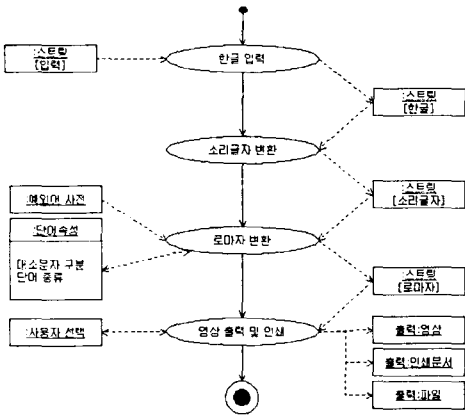 :스트링
[입력]
한글 입력
:스트링
[한글]
소리글자 변환
:스트링
[소리글자]
:예외어 사전
:단어속성
대소문자 구분
단어 종류
로마자 변환
:스트링
[로마자]
:사용자 선택
영상 출력 및 인쇄
출력:영상
출력:인쇄문서
출력:파일